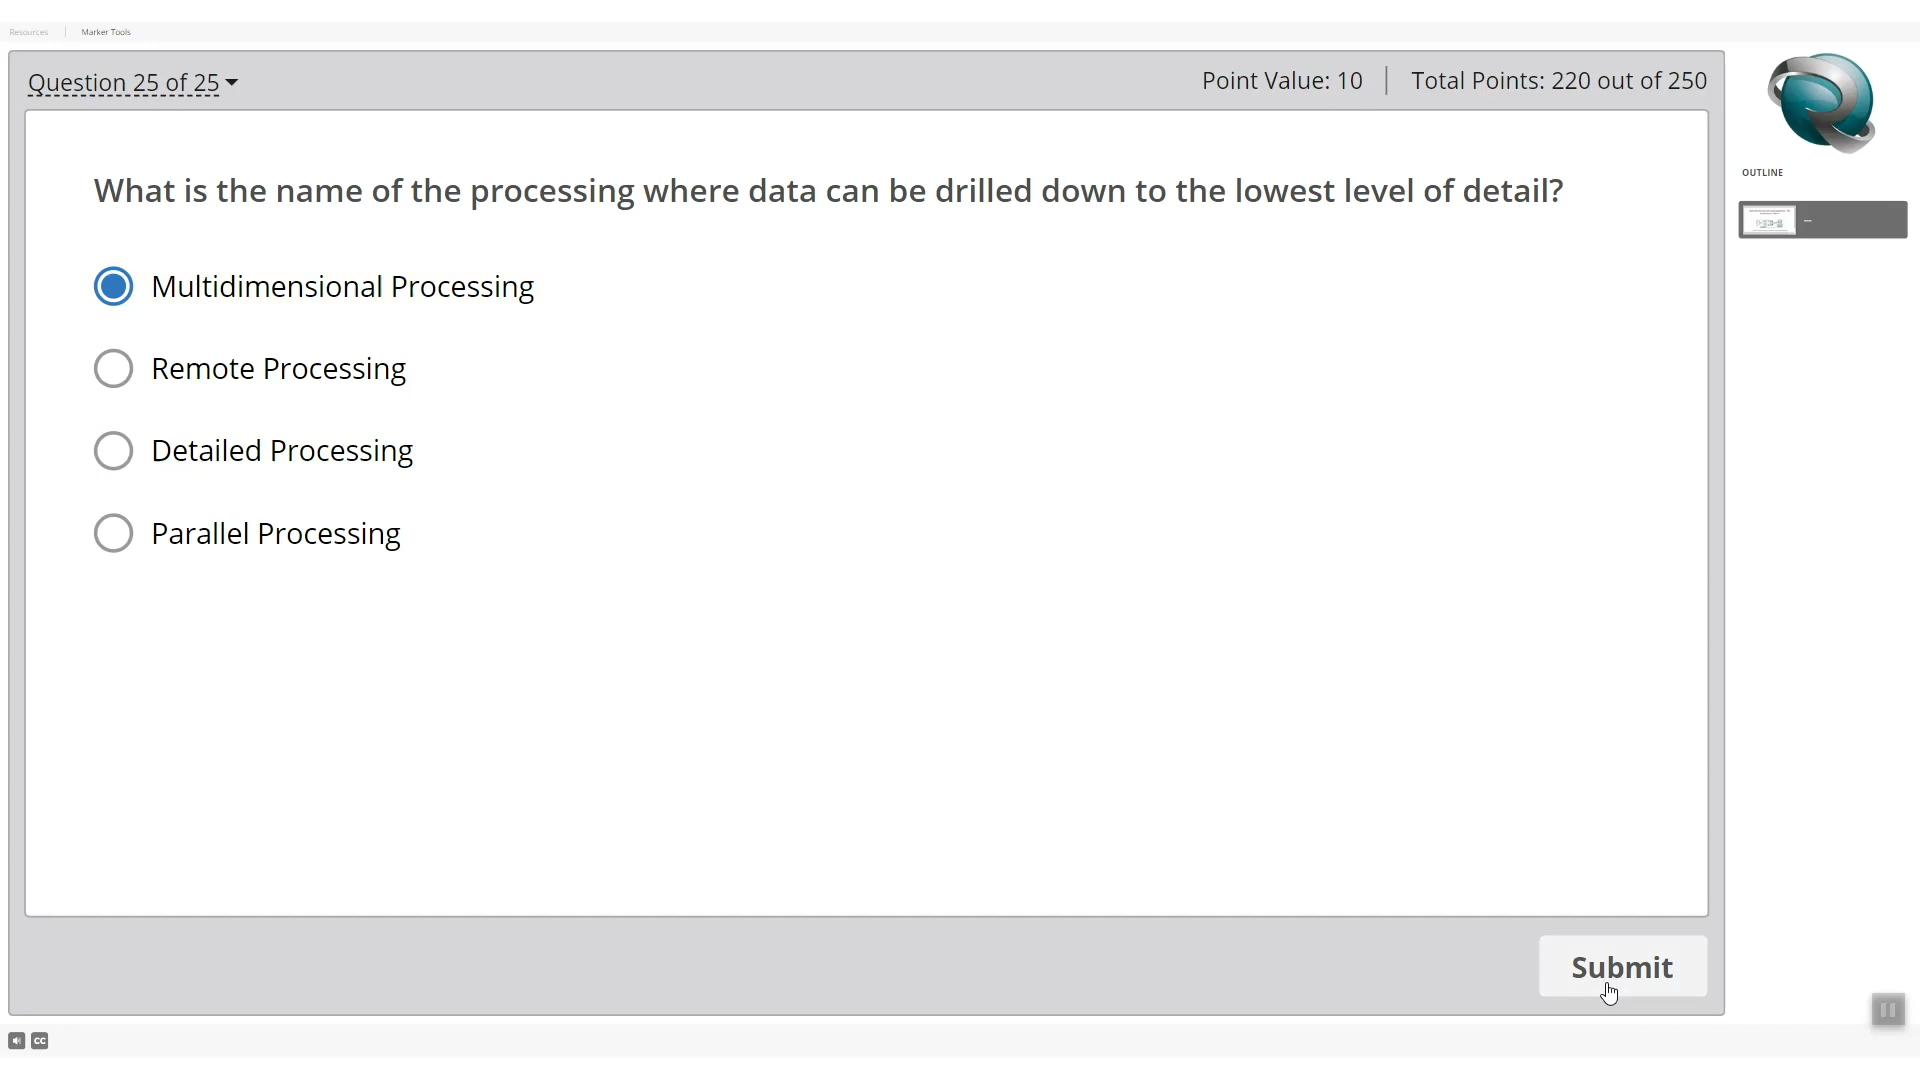 Resources
Marker Tools
Question 25 of 25
Point Value: 10
Total Points: 220 out of 250
OUTLINE
What is the name of the processing where data can be drilled down to the lowest level of detail?
Multidimensional Processing
Remote Processing
Detailed Processing
Parallel Processing
Submit
CC